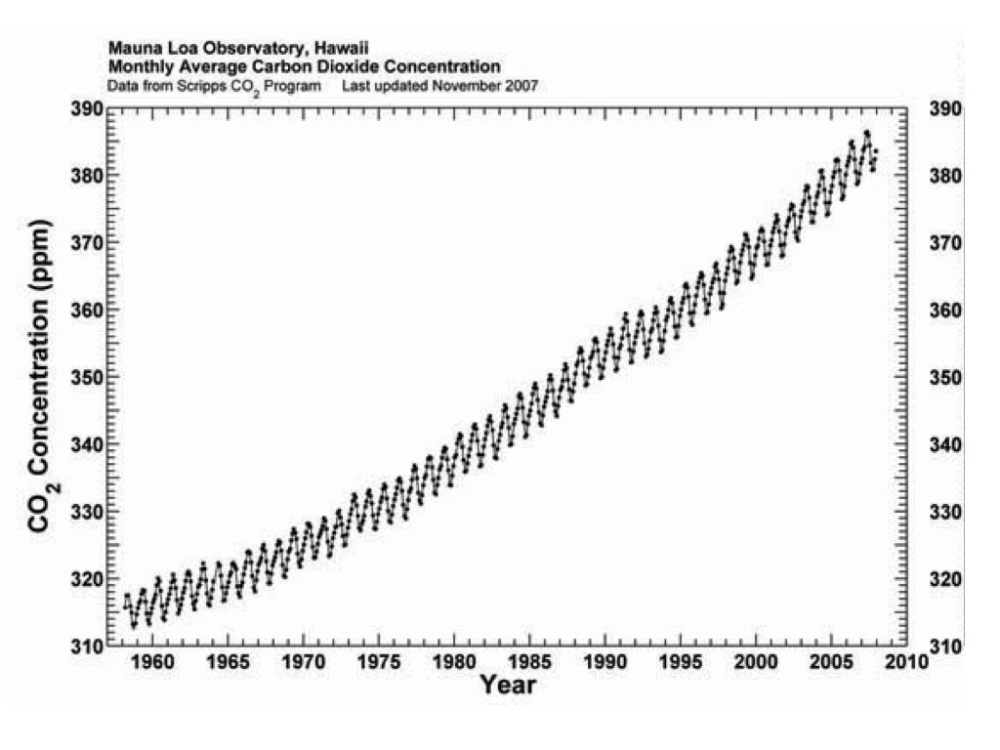 Mauna Loa Observatory, Hawaii
Monthly Average Carbon Dioxide Concentration
Data from Scripps CO2 Program Last updated November 2007
390 390
380 380
370 370
360 360
350 350
340 340
330 330
320 320
310 310
CO2 Concentration (ppm)
1960 1965 1970 1975 1980 1985 1990 1995 2000 2005 2010
Year